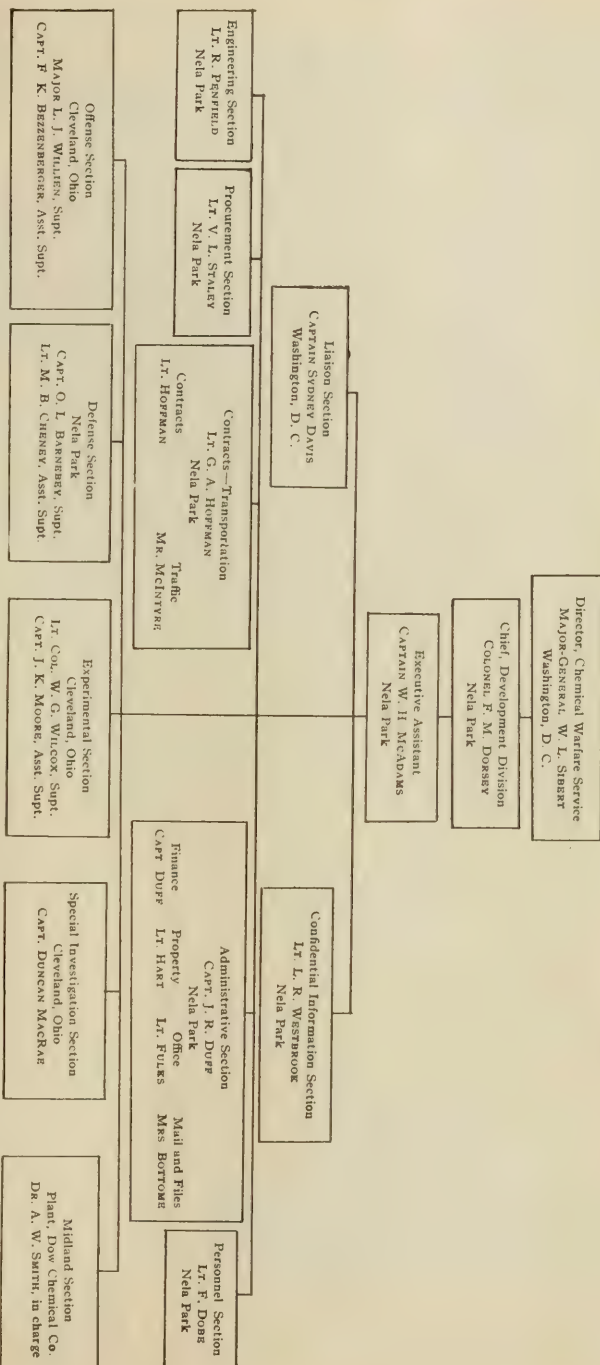 Director, Chemical Warfare Service
MAJOR-GENERAL W. L. SIBERT
Washington, D. C.
Chief, Development Division
COLONEL F. M. DORSEY
Nela Park
Executive Assistant
CAPTAIN W. H MCADAMS
Nela Park
Liaison Section
CAPTAIN SYDNEY DAVIS
Washington, D. C.
Confidential Information Section
LT. L. R. WESTBROOK
Nela Park
Engineering Section
LT. R. PENFIELD
Nela Park
Procurement Section
LT. V. L. STALEY
Nela Park
Contracts—Transportation
LT. G. A. HOFFMAN
Nela Park
Contracts Traffic
LT. HOFFMAN MR. MCINTYRE
Administrative Section
CAPT. J. R. DUFF
Nela Park
Finance Property Office Mail and Files
CAPT DUFF LT. HART LT. FULKS MRS BOTTOME
Personnel Section
LT. F. DOBE
Nela Park
Offense Section
Cleveland, Ohio
MAJOR L. J. WILLIEN, Supt.
CAPT. F K. BEZZENBERGER, Asst. Supt.
Defense Section
Nela Park
CAPT. O. L. BARNEBEY, Supt.
LT. M. B. CHENEY, Asst. Supt.
Experimental Section
Cleveland, Ohio
LT. COL. W. G. WILCOX, Supt.
CAPT. J. K. MOORE, Asst. Supt.
Special Investigation Section
Cleveland, Ohio
CAPT. DUNCAN MACRAE
Midland Section
Plant, Dow Chemical Co.
DR. A. W. SMITH, in charge